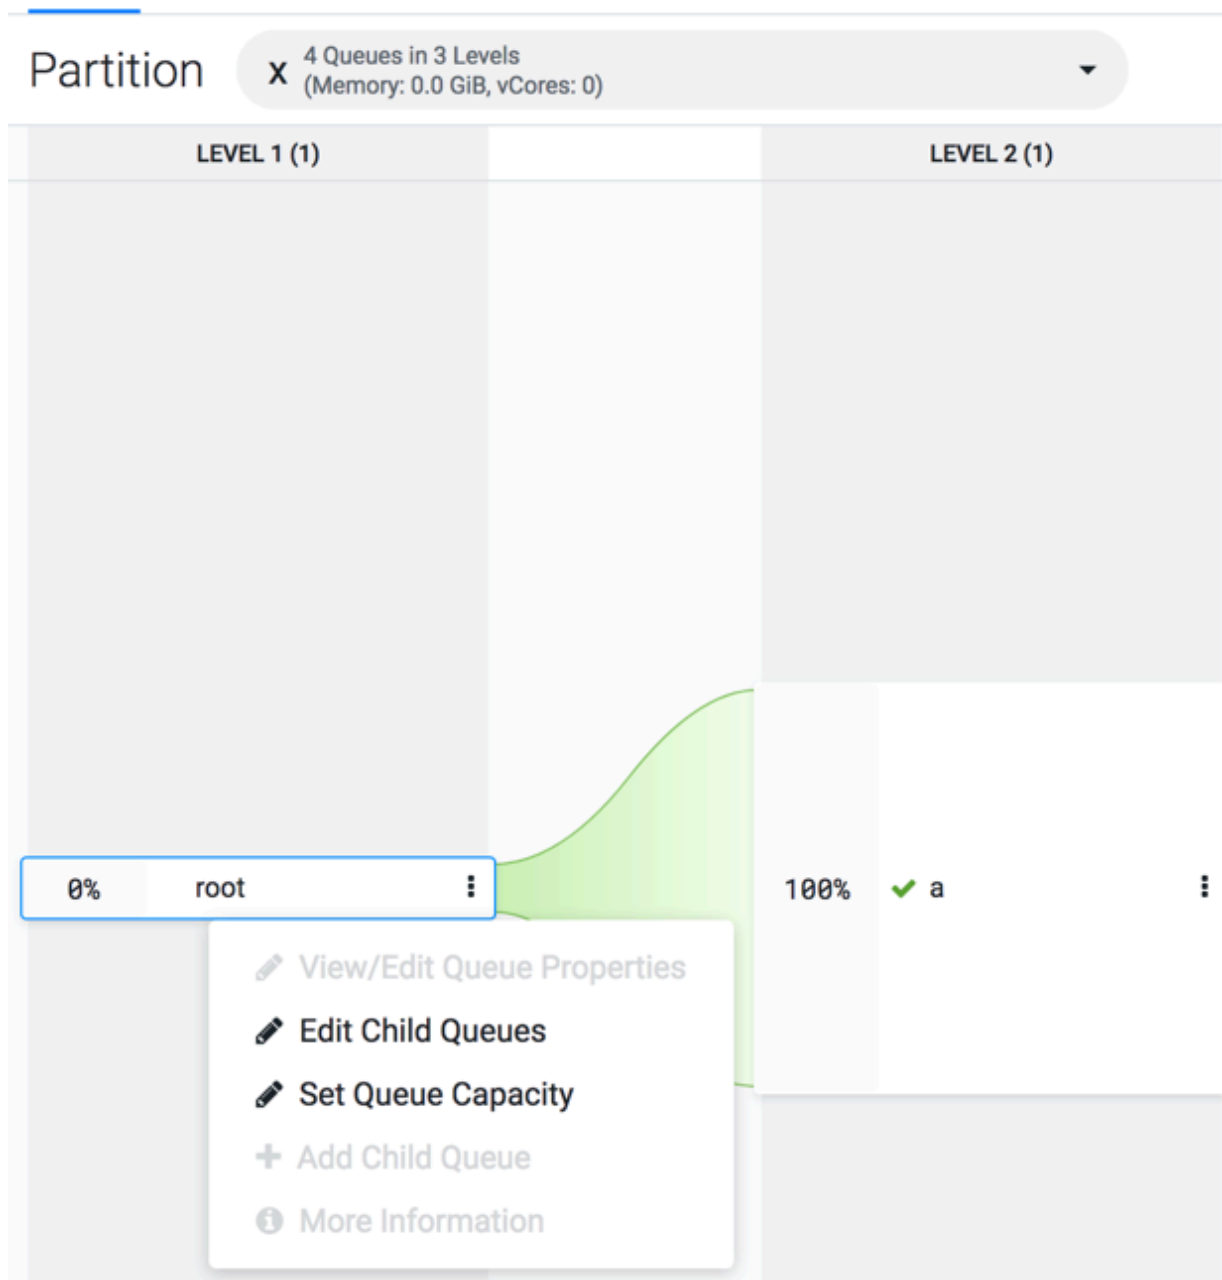 Partition
x
4 Queues in 3 Levels
(Memory: 0.0 GiB, vCores: 0)
LEVEL 1 (1)
LEVEL 2 (1)
0% root
100% a
View/Edit Queue Properties
Edit Child Queues
Set Queue Capacity
Add Child Queue
More Information